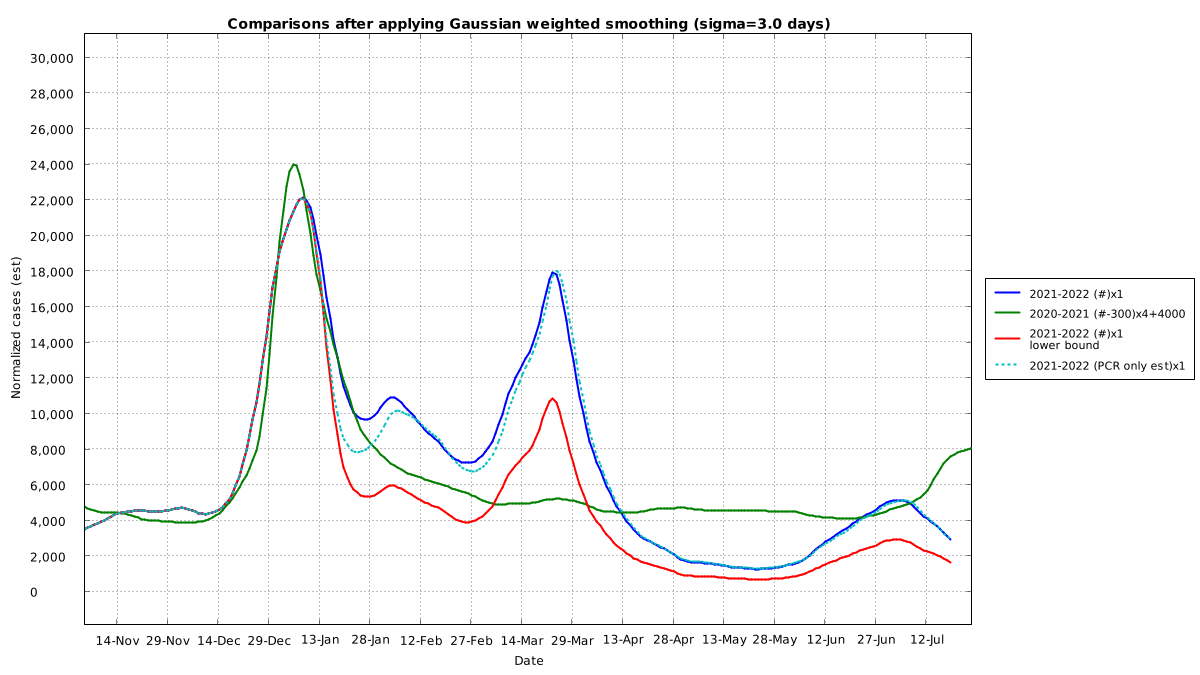 Comparisons after applying Gaussian weighted smoothing (sigma=3.0 days)
30,000
28,000
26,000
24,000
22,000
20,000
18,000
16,000
14,000
12,000
10,000
8,000
6,000
4,000
2,000
0
Normalized cases (est)
14-Nov 29-Nov 14-Dec 29-Dec 13-Jan 28-Jan 12-Feb 27-Feb 14-Mar 29-Mar 13-Apr 28-Apr 13-May 28-May 12-Jun 27-Jun 12-Jul
Date
2021-2022 (#)x1
2020-2021 (#-300)x4+4000
2021-2022 (#)x1
lower bound
2021-2022 (PCR only est)x1